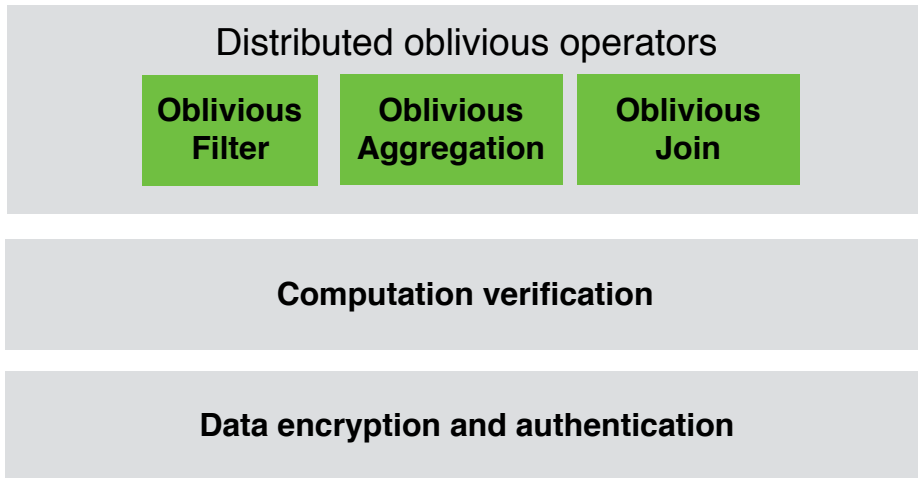 Distributed oblivious operators
Oblivious
Filter
Oblivious
Aggregation
Oblivious
Join
Computation verification
Data encryption and authentication